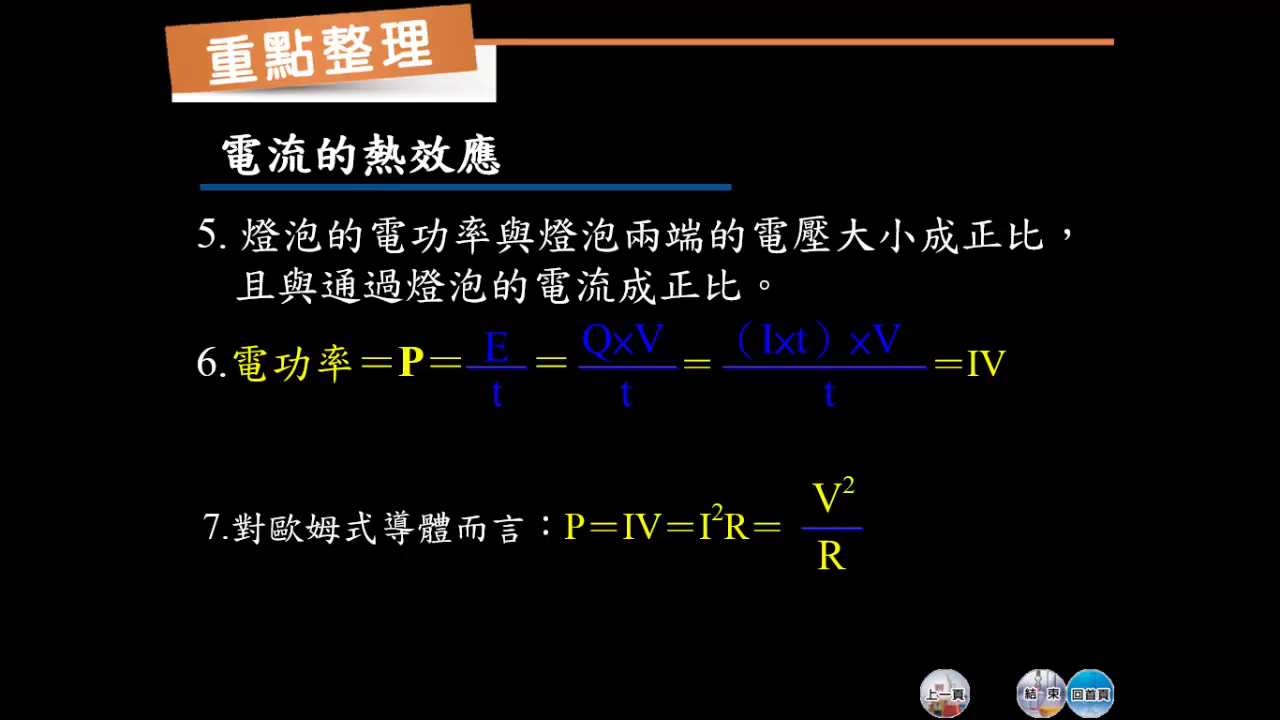 重點整理
電流的熱效應
5. 燈泡的電功率與燈泡兩端的電壓大小成正比，
且與通過燈泡的電流成正比。
6.電功率＝P＝E/t＝Q×V/t＝（I×t）×V/t＝IV
7.對歐姆式導體而言：P＝IV＝I²R＝V²/R
上一頁 結束 回首頁